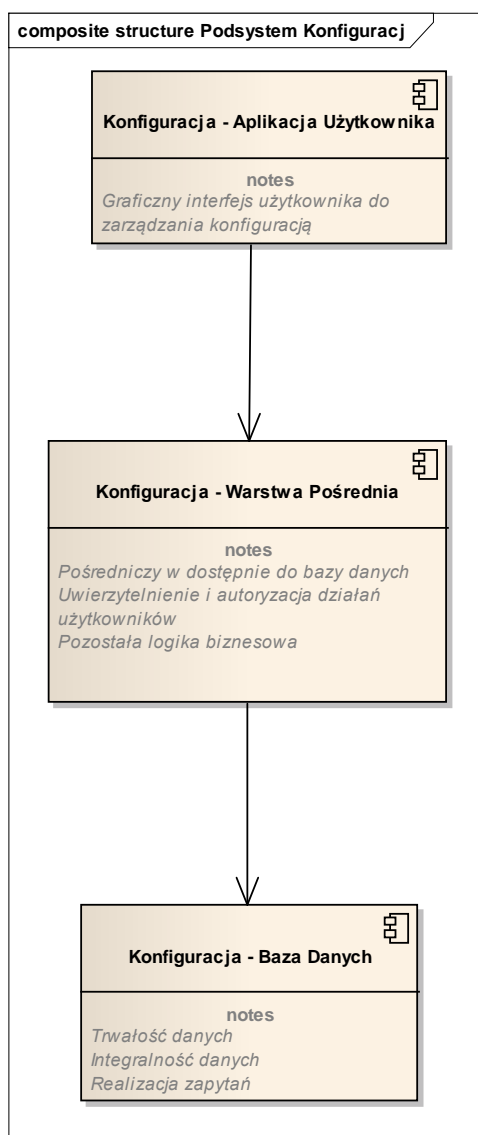 composite structure Podsystem Konfiguracj
Konfiguracja - Aplikacja Użytkownika
notes
Graficzny interfejs użytkownika do
zarządzania konfiguracją
Konfiguracja - Warstwa Pośrednia
notes
Pośredniczy w dostępnie do bazy danych
Uwierzytelnienie i autoryzacja działań
użytkowników
Pozostała logika biznesowa
Konfiguracja - Baza Danych
notes
Trwałość danych
Integralność danych
Realizacja zapytań